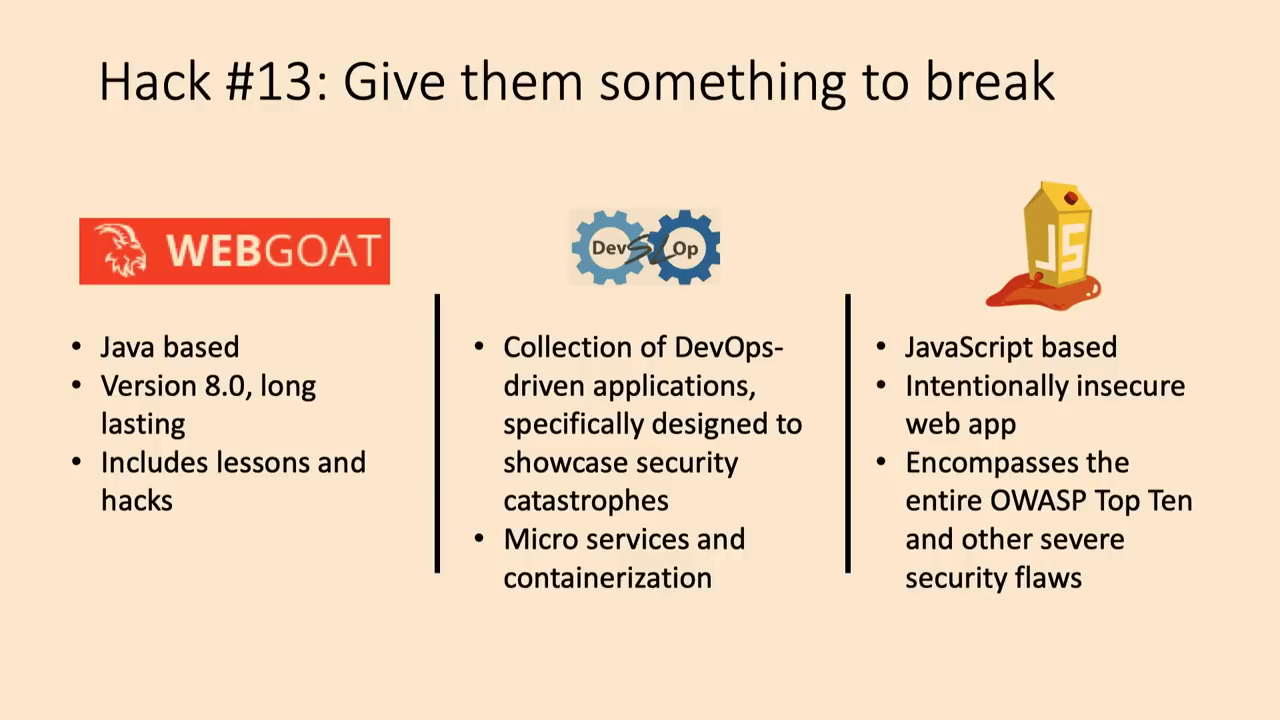 Hack #13: Give them something to break
WEBGOAT
• Java based
• Version 8.0, long
lasting
• Includes lessons and
hacks
DevSLOp
• Collection of DevOps-
driven applications,
specifically designed to
showcase security
catastrophes
• Micro services and
containerization
JS
• JavaScript based
• Intentionally insecure
web app
• Encompasses the
entire OWASP Top Ten
and other severe
security flaws